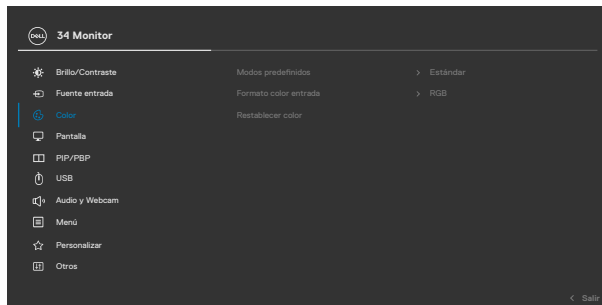 DELL 34 Monitor
Brillo/Contraste Modos predefinidos > Estándar
Fuente entrada Formato color entrada > RGB
Color Restablecer color
Pantalla
PIP/PBP
USB
Audio y Webcam
Menú
Personalizar
Otros
< Salir